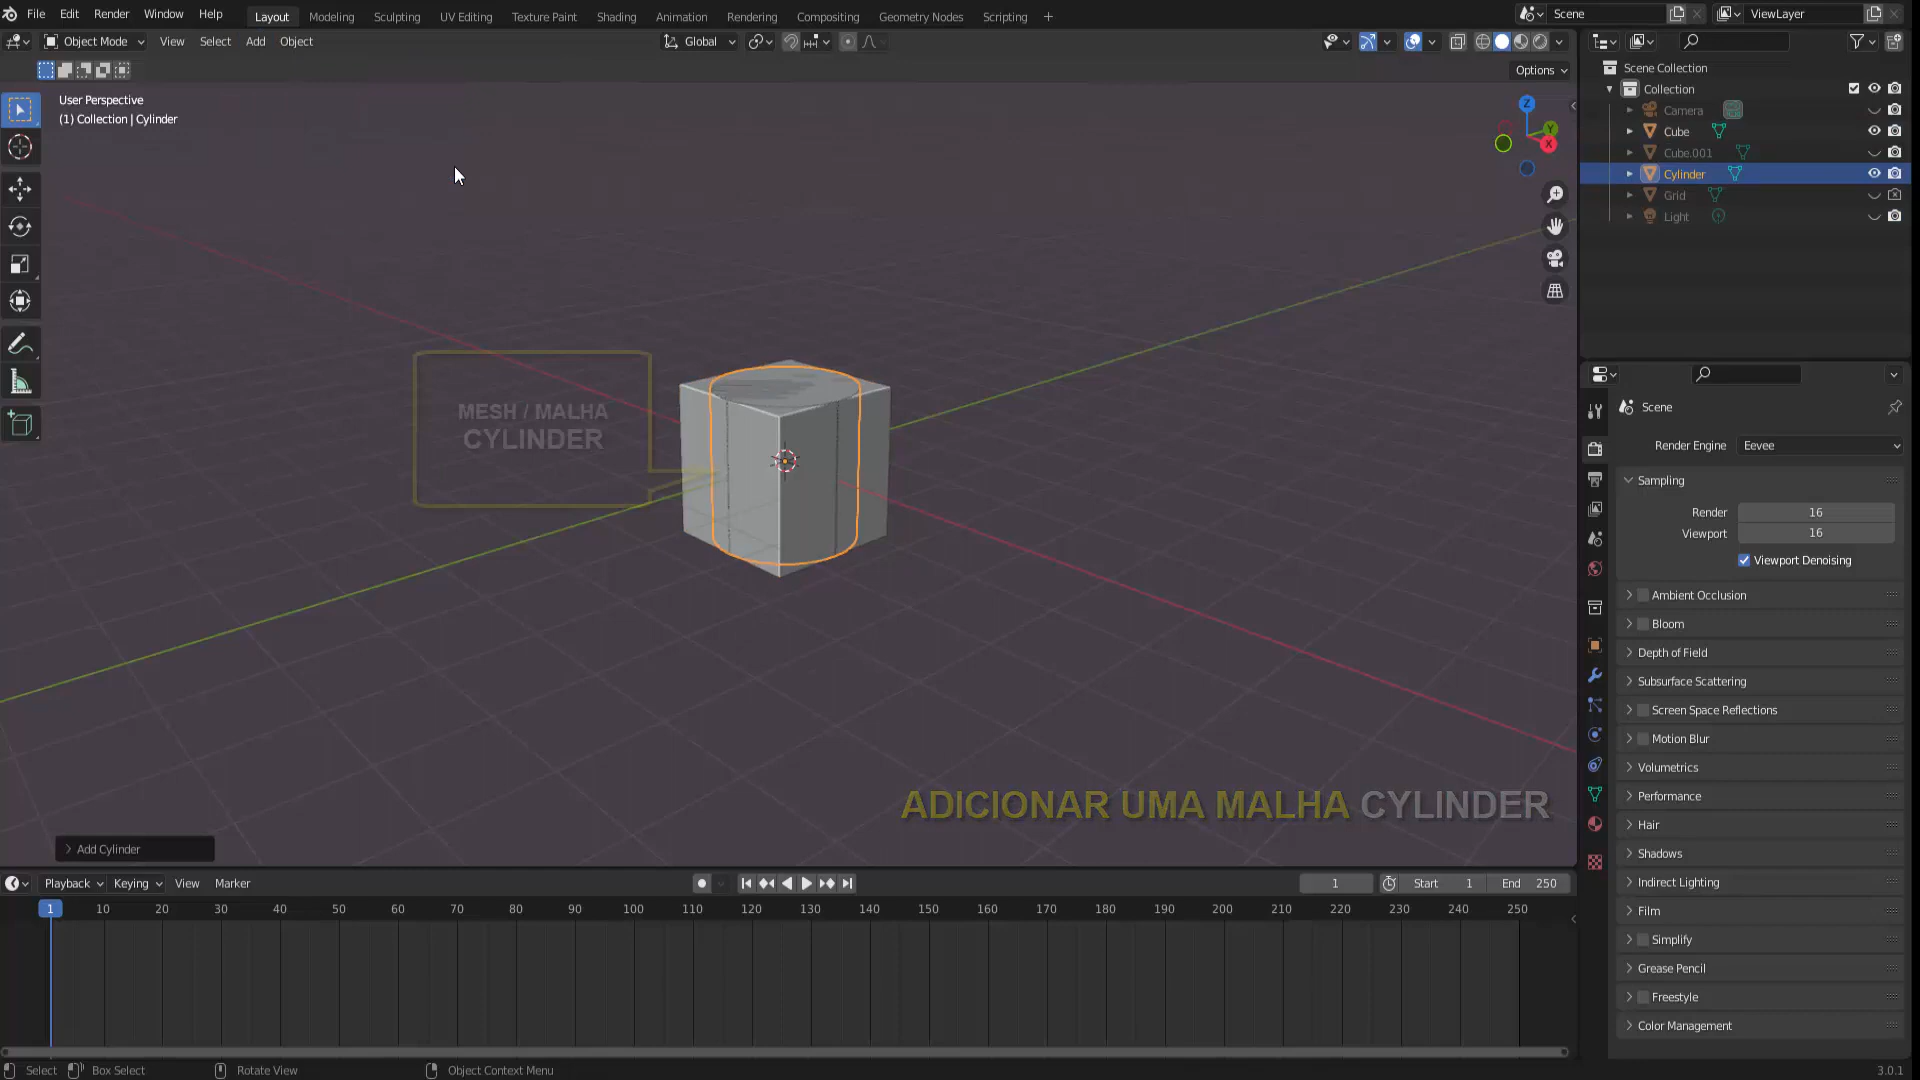 File Edit Render Window Help
Layout Modeling Sculpting UV Editing Texture Paint Shading Animation Rendering Compositing Geometry Nodes Scripting +
Scene
ViewLayer
Object Mode View Select Add Object
Global
Options
User Perspective
(1) Collection | Cylinder
Z
Y
X
MESH / MALHA
CYLINDER
ADICIONAR UMA MALHA CYLINDER
Add Cylinder
Scene Collection
Collection
Camera
Cube
Cube.001
Cylinder
Grid
Light
Scene
Render Engine Eevee
Sampling
Render 16
Viewport 16
Viewport Denoising
Ambient Occlusion
Bloom
Depth of Field
Subsurface Scattering
Screen Space Reflections
Motion Blur
Volumetrics
Performance
Hair
Shadows
Indirect Lighting
Film
Simplify
Grease Pencil
Freestyle
Color Management
Playback Keying View Marker
1 Start 1 End 250
1 10 20 30 40 50 60 70 80 90 100 110 120 130 140 150 160 170 180 190 200 210 220 230 240 250
Select Box Select Rotate View Object Context Menu
3.0.1